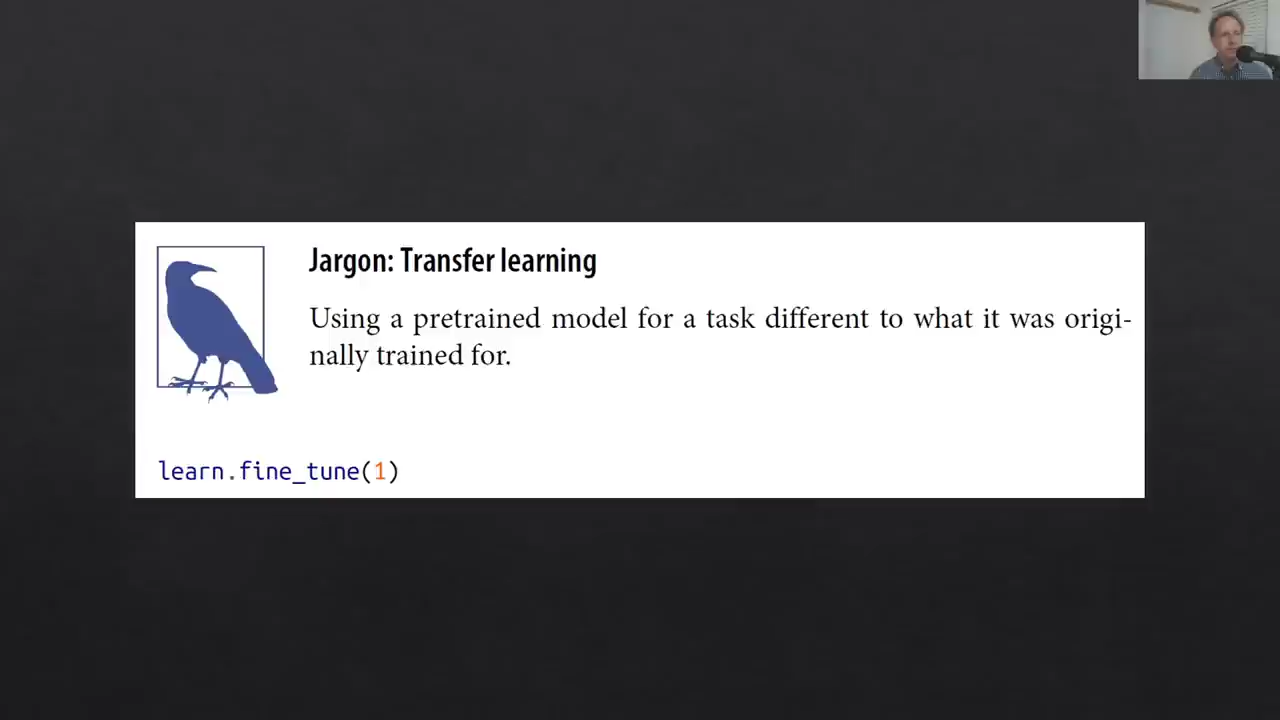 Jargon: Transfer learning
Using a pretrained model for a task different to what it was origi-
nally trained for.
learn.fine_tune(1)